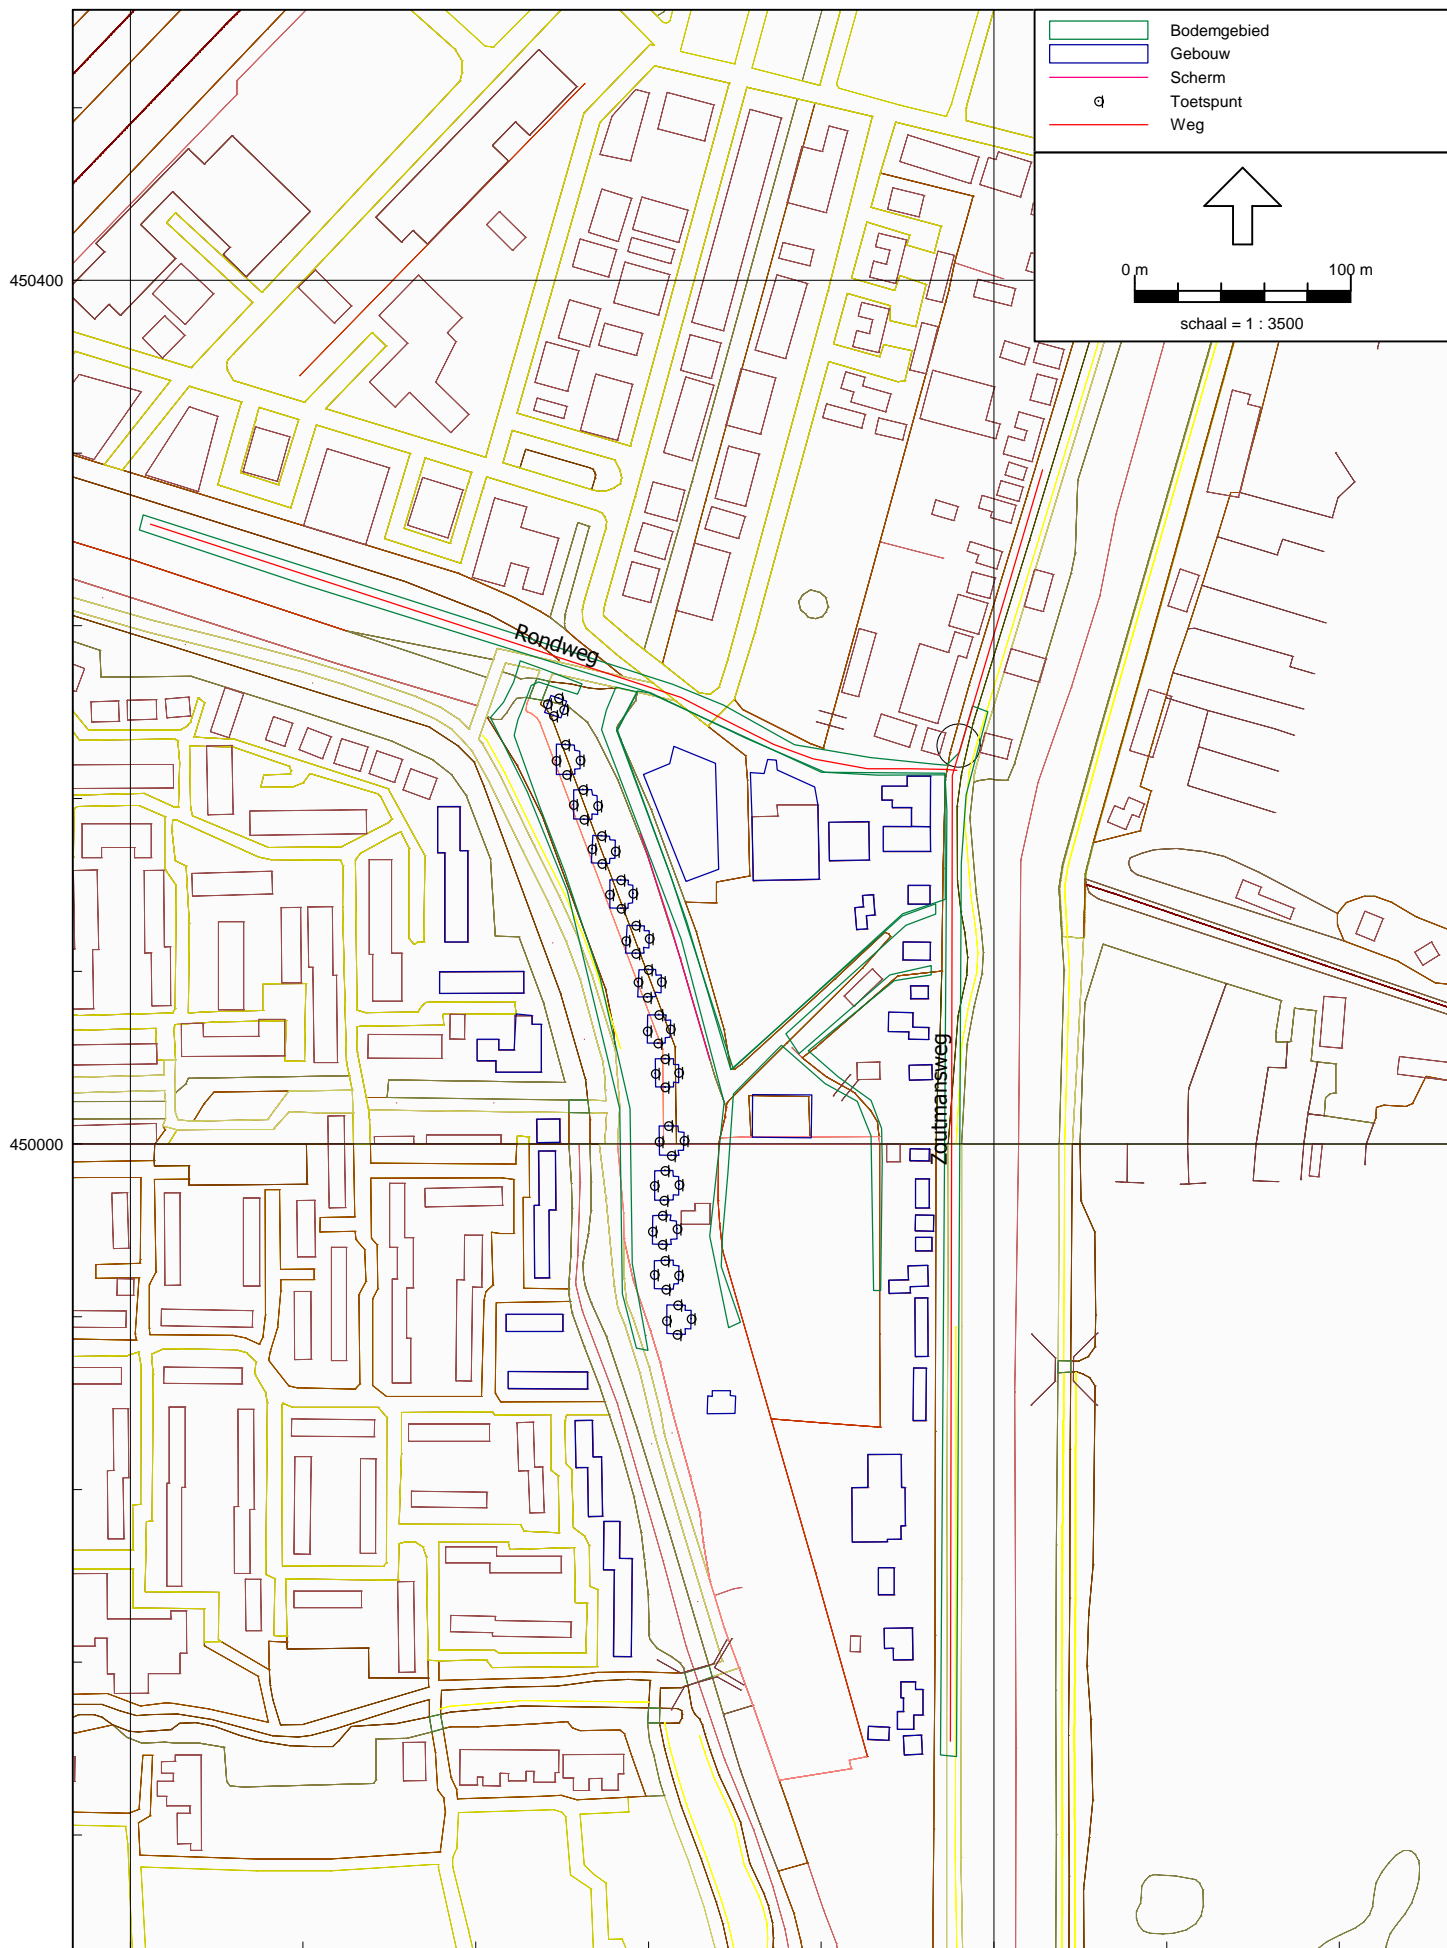 Bodemgebied
Gebouw
Scherm
Toetspunt
Weg
0 m 100 m
schaal = 1 : 3500
450400
Rondweg
Zoutmansweg
450000